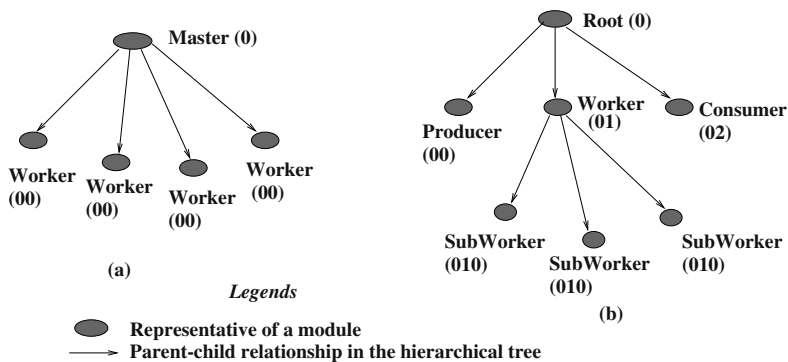 Master (0)
Worker
(00)
Worker
(00)
Worker
(00)
Worker
(00)
(a)
Root (0)
Producer
(00)
Worker
(01)
Consumer
(02)
SubWorker
(010)
SubWorker
(010)
SubWorker
(010)
(b)
Legends
Representative of a module
Parent-child relationship in the hierarchical tree